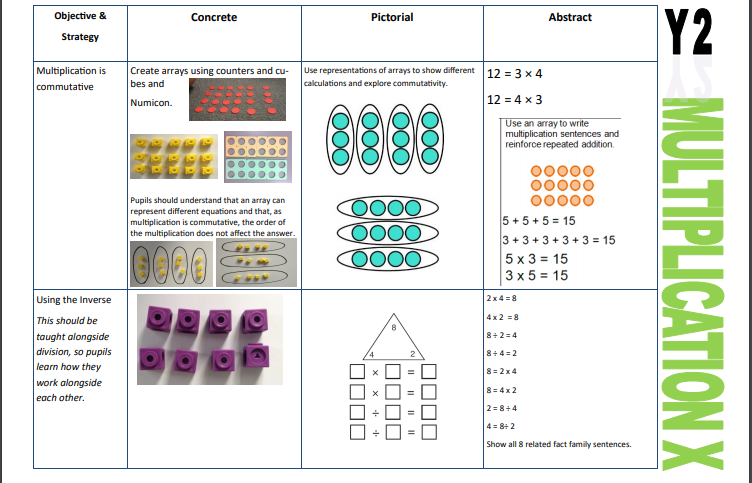 Objective &
Strategy
Concrete
Pictorial
Abstract
Y2
MULTIPLICATION X
Multiplication is
commutative
Create arrays using counters and cu-
bes and
Numicon.
Pupils should understand that an array can
represent different equations and that, as
multiplication is commutative, the order of
the multiplication does not affect the answer.
Use representations of arrays to show different
calculations and explore commutativity.
12 = 3 × 4
12 = 4 × 3
Use an array to write
multiplication sentences and
reinforce repeated addition.
5 + 5 + 5 = 15
3 + 3 + 3 + 3 + 3 = 15
5 x 3 = 15
3 x 5 = 15
Using the Inverse
This should be
taught alongside
division, so pupils
learn how they
work alongside
each other.
8
4 2
× =
× =
÷ =
÷ =
2 x 4 = 8
4 x 2 = 8
8 ÷ 2 = 4
8 ÷ 4 = 2
8 = 2 x 4
8 = 4 x 2
2 = 8 ÷ 4
4 = 8÷ 2
Show all 8 related fact family sentences.